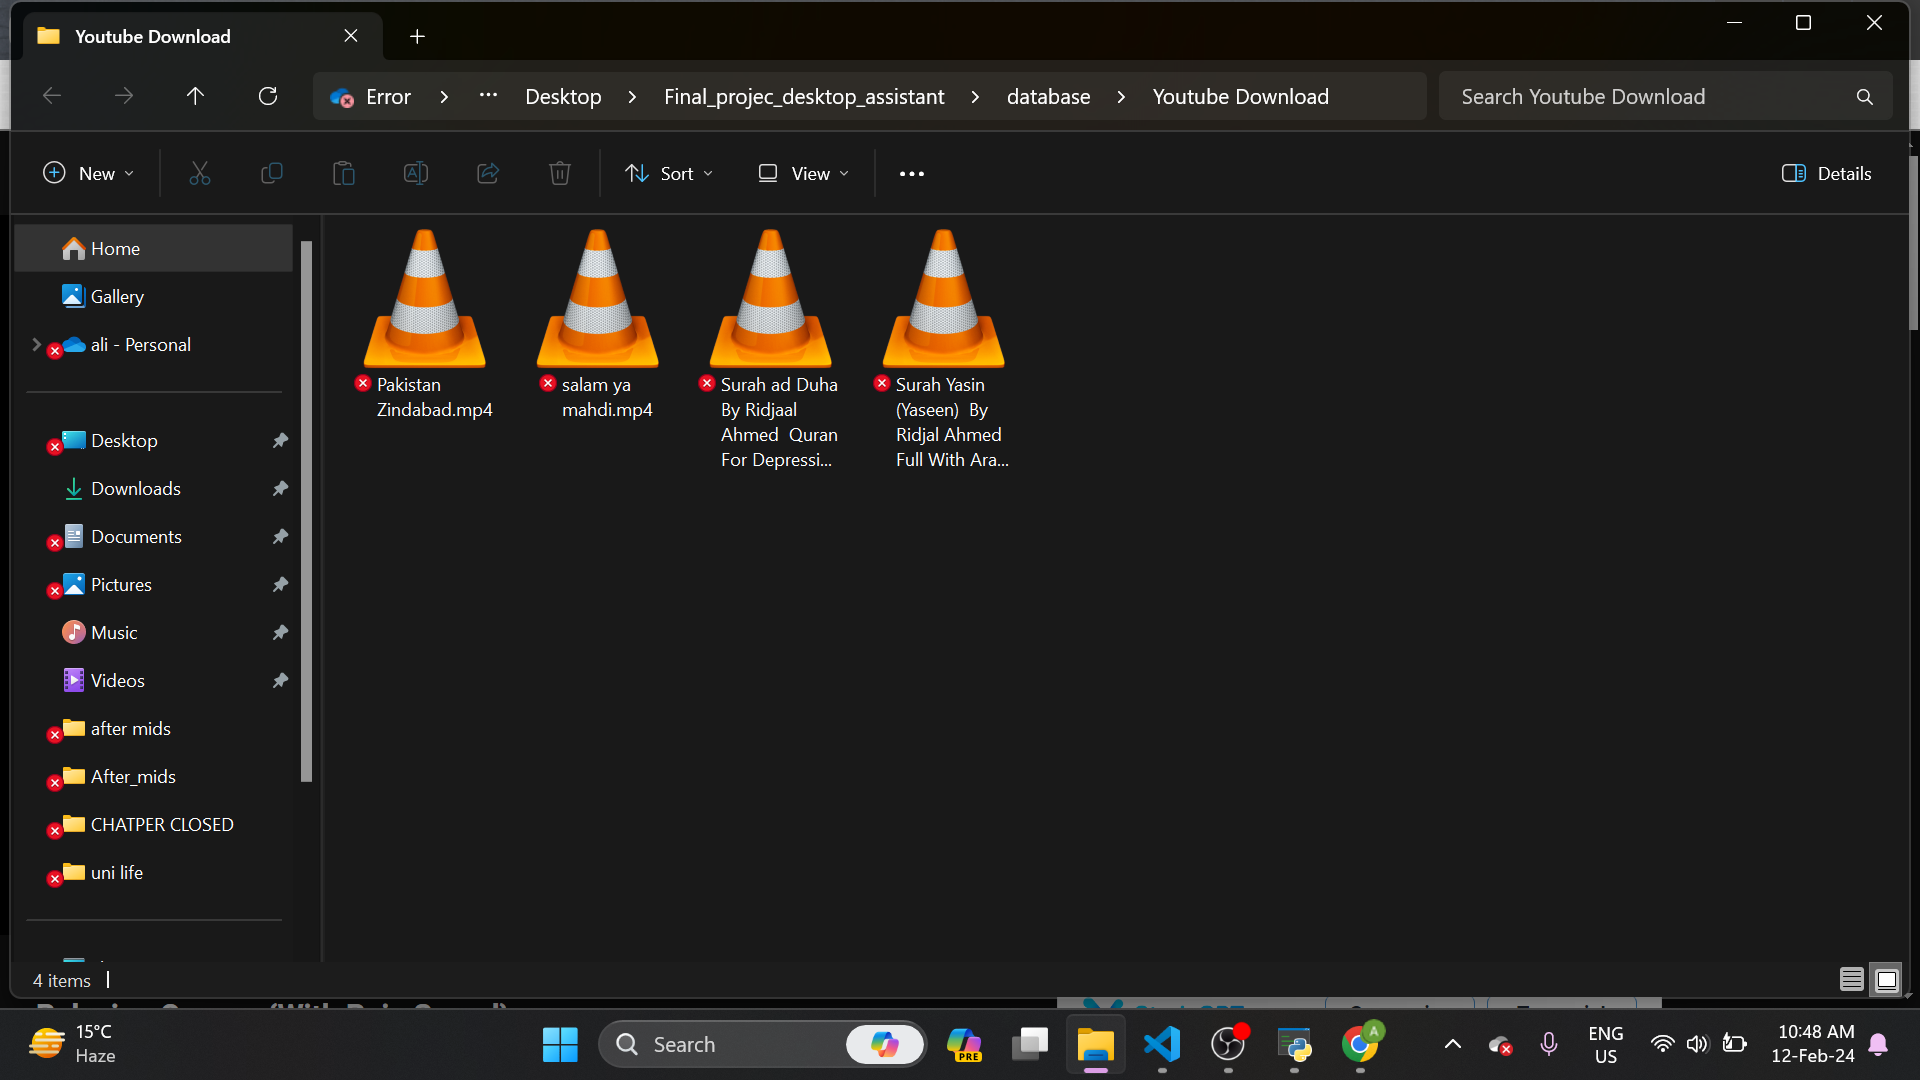 Youtube Download
Error > ... Desktop > Final_projec_desktop_assistant > database > Youtube Download
Search Youtube Download
New
Sort
View
Details
Home
Gallery
ali - Personal
Desktop
Downloads
Documents
Pictures
Music
Videos
after mids
After_mids
CHATPER CLOSED
uni life
Pakistan
Zindabad.mp4
salam ya
mahdi.mp4
Surah ad Duha
By Ridjaal
Ahmed  Quran
For Depressi...
Surah Yasin
(Yaseen)  By
Ridjal Ahmed
Full With Ara...
4 items
15°C
Haze
Search
PRE
A
ENG
US
10:48 AM
12-Feb-24